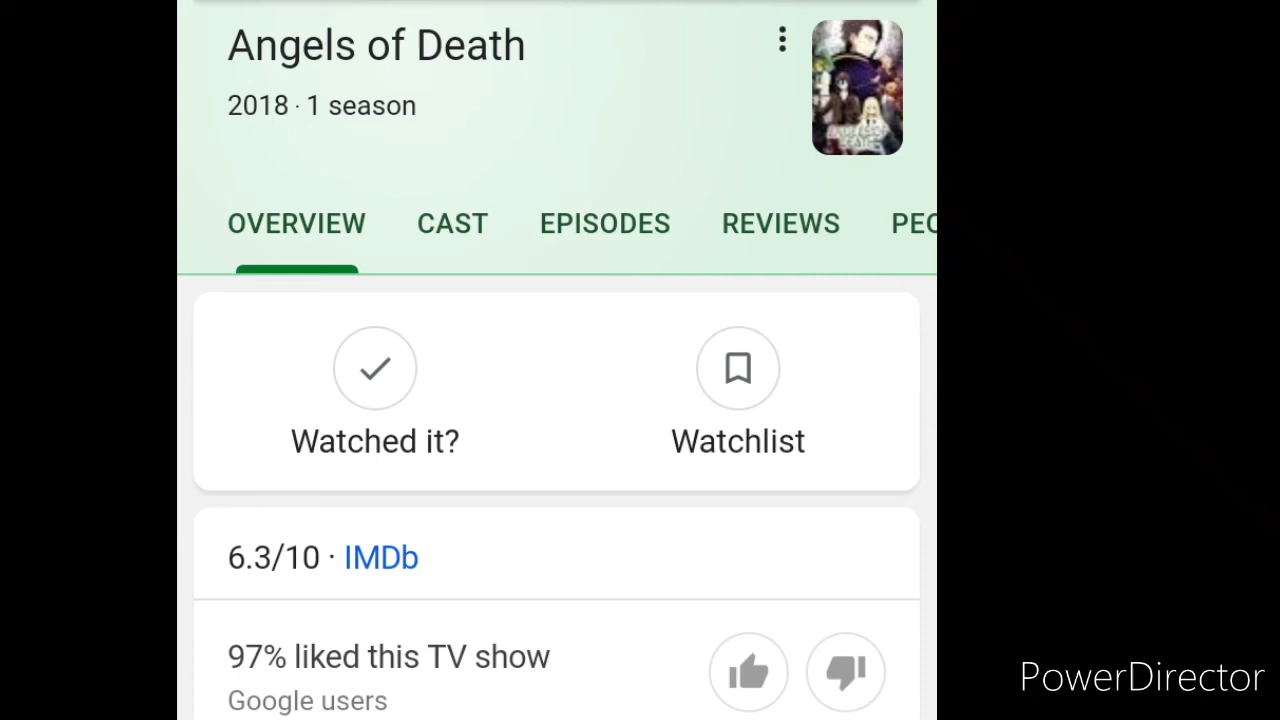 Angels of Death
2018 · 1 season
OVERVIEW CAST EPISODES REVIEWS PEO
Watched it? Watchlist
6.3/10 · IMDb
97% liked this TV show
Google users
PowerDirector